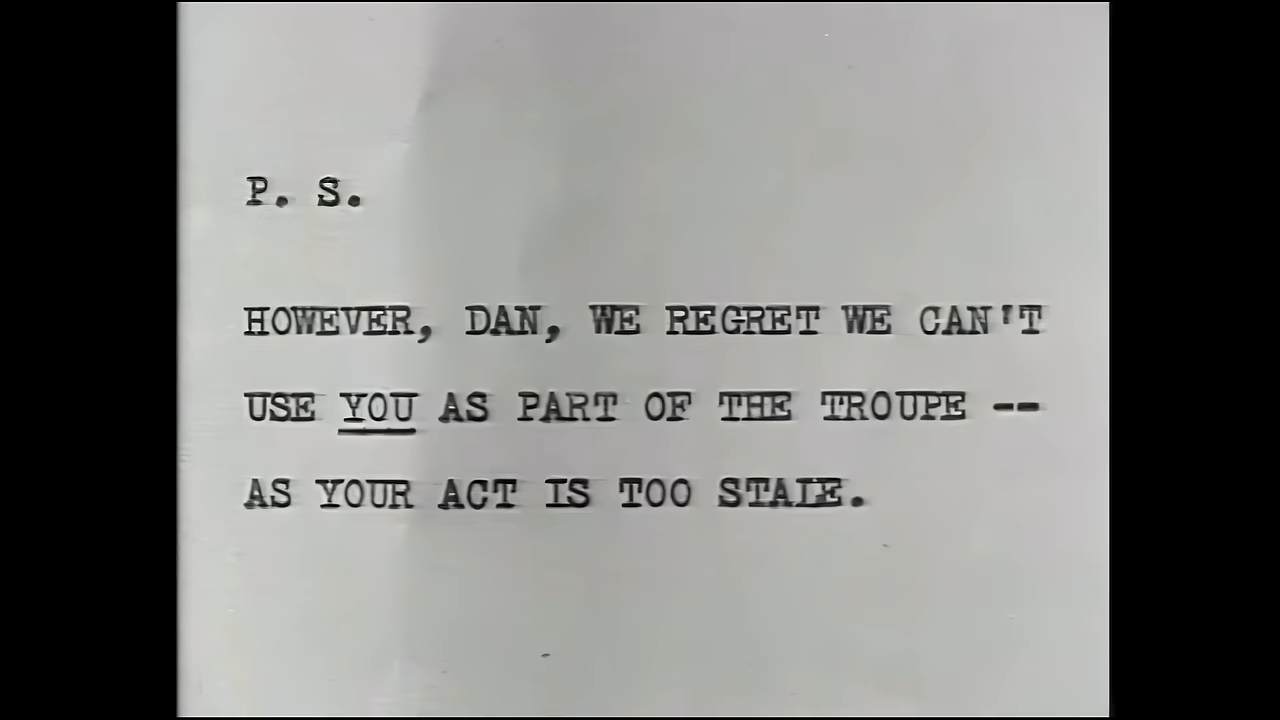 P. S.
HOWEVER, DAN, WE REGRET WE CAN'T
USE YOU AS PART OF THE TROUPE --
AS YOUR ACT IS TOO STALE.